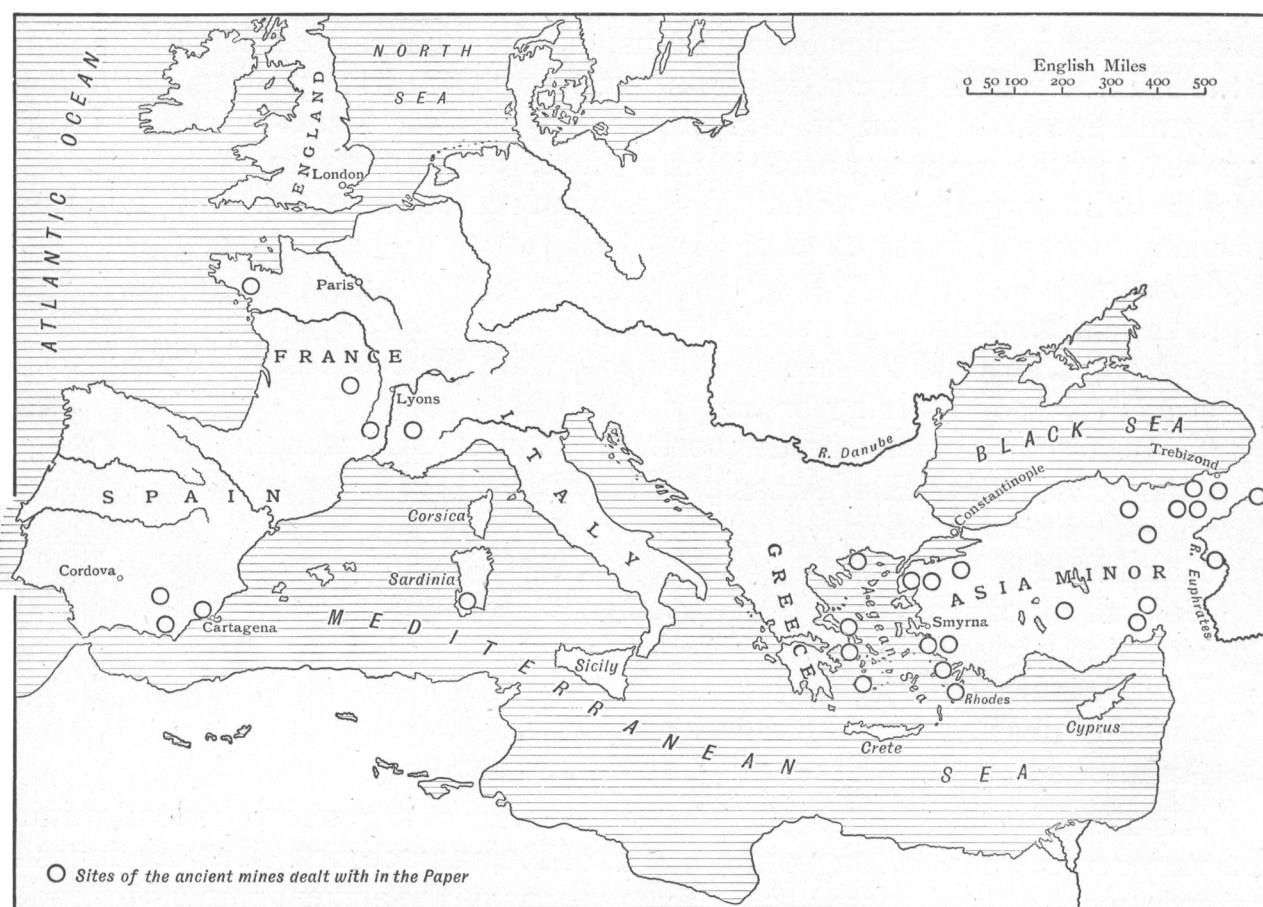 NORTH
SEA
English Miles
0 50 100 200 300 400 500
ATLANTIC OCEAN
ENGLAND
London
Paris
FRANCE
Lyons
R. Danube
BLACK SEA
Trebizond
Constantinople
SPAIN
ITALY
Corsica
GREECE
Cordova
Sardinia
Aegean Sea
ASIA MINOR
R. Euphrates
Cartagena
MEDITERRANEAN SEA
Smyrna
Sicily
Rhodes
Crete
Cyprus
Sites of the ancient mines dealt with in the Paper